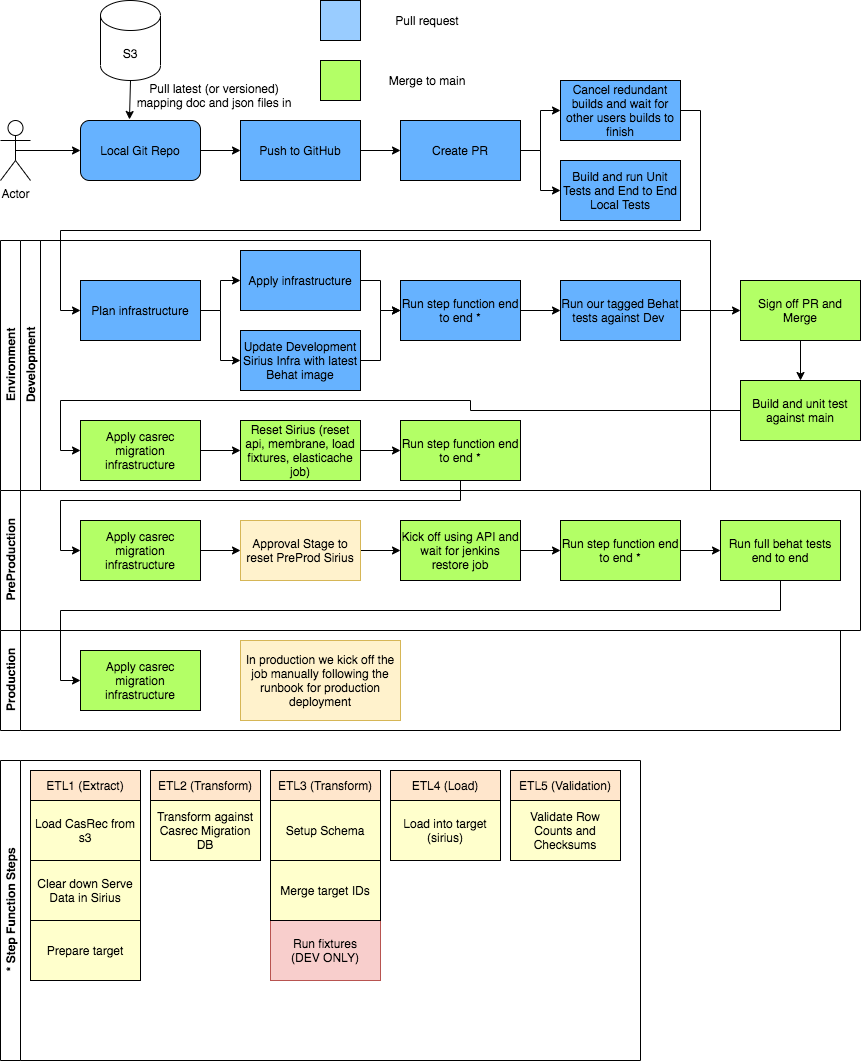 S3
Pull request
Merge to main
Pull latest (or versioned)
mapping doc and json files in
Actor
Local Git Repo
Push to GitHub
Create PR
Cancel redundant
builds and wait for
other users builds to
finish
Build and run Unit
Tests and End to End
Local Tests
Environment
Development
Plan infrastructure
Apply infrastructure
Update Development
Sirius Infra with latest
Behat image
Run step function end
to end *
Run our tagged Behat
tests against Dev
Sign off PR and
Merge
Build and unit test
against main
Apply casrec
migration
infrastructure
Reset Sirius (reset
api, membrane, load
fixtures, elasticache
job)
Run step function end
to end *
PreProduction
Apply casrec
migration
infrastructure
Approval Stage to
reset PreProd Sirius
Kick off using API and
wait for jenkins
restore job
Run step function end
to end *
Run full behat tests
end to end
Production
Apply casrec
migration
infrastructure
In production we kick off the
job manually following the
runbook for production
deployment
* Step Function Steps
ETL1 (Extract)
Load CasRec from
s3
Clear down Serve
Data in Sirius
Prepare target
ETL2 (Transform)
Transform against
Casrec Migration
DB
ETL3 (Transform)
Setup Schema
Merge target IDs
Run fixtures
(DEV ONLY)
ETL4 (Load)
Load into target
(sirius)
ETL5 (Validation)
Validate Row
Counts and
Checksums